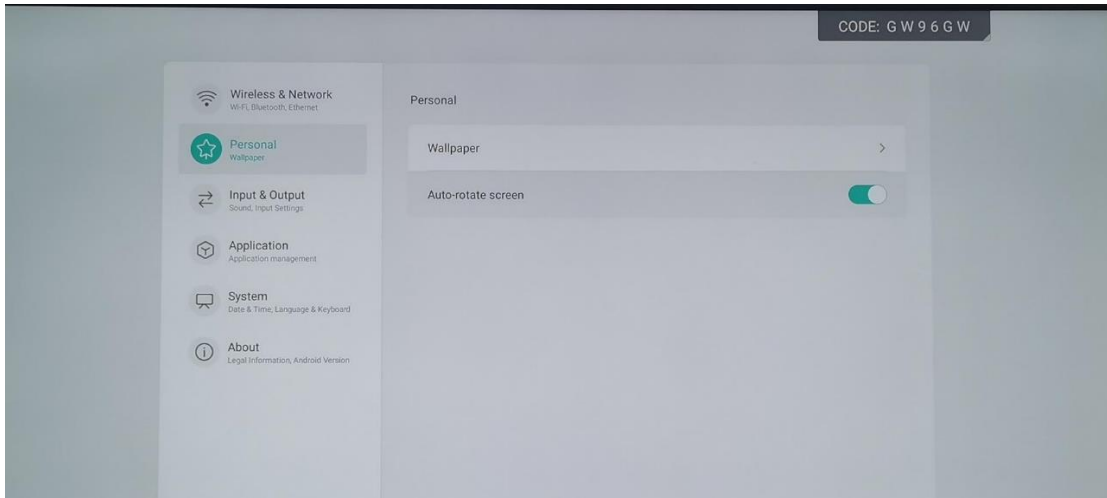 CODE: G W 9 6 G W
Wireless & Network
Wi-Fi, Bluetooth, Ethernet
Personal
Wallpaper
Input & Output
Sound, Input Settings
Application
Application management
System
Date & Time, Language & Keyboard
About
Legal Information, Android Version
Personal
Wallpaper
Auto-rotate screen